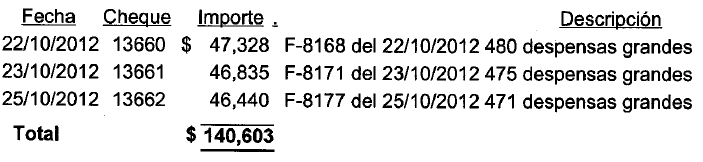 Fecha Cheque Importe . Descripción
22/10/2012 13660 $ 47,328 F-8168 del 22/10/2012 480 despensas grandes
23/10/2012 13661 46,835 F-8171 del 23/10/2012 475 despensas grandes
25/10/2012 13662 46,440 F-8177 del 25/10/2012 471 despensas grandes
Total $ 140,603